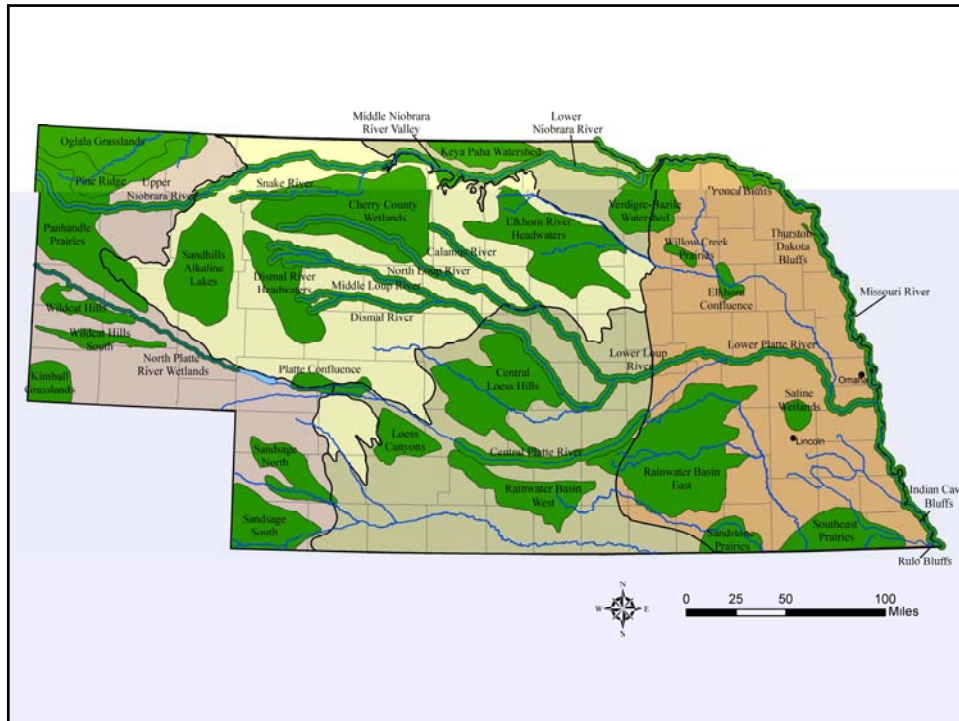 Middle Niobrara
River Valley
Lower
Niobrara River
Oglala Grasslands
Keya Paha Watershed
Pine Ridge
Upper
Niobrara River
Snake River
Cherry County
Wetlands
Elkhorn River
Headwaters
Verdigre-Bazile
Watershed
Ponca Bluffs
Panhandle
Prairies
Sandhills
Alkaline
Lakes
Dismal River
Headwaters
Calamus River
North Loup River
Middle Loup River
Dismal River
Willow Creek
Prairies
Thurston
Dakota
Bluffs
Elkhorn
Confluence
Missouri River
Wildcat Hills
Wildcat Hills
South
North Platte
River Wetlands
Kimball
Grasslands
Platte Confluence
Central
Loess Hills
Lower Loup
River
Lower Platte River
Omaha
Saline
Wetlands
Lincoln
Loess
Canyons
Central Platte River
Sandsage
North
Rainwater Basin
West
Rainwater Basin
East
Sandsage
South
Sandstone
Prairies
Southeast
Prairies
Indian Cav
Bluffs
Rulo Bluffs
N
W E
S
0 25 50 100
Miles